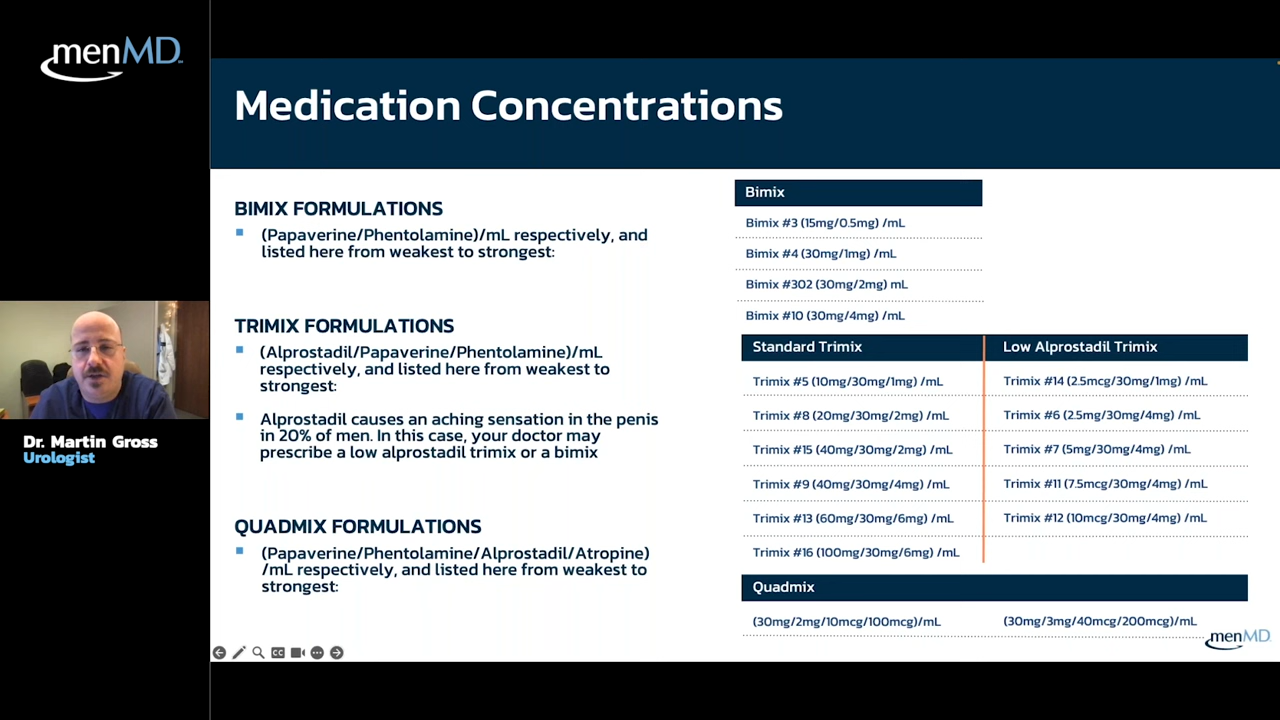 menMD
Medication Concentrations
BIMIX FORMULATIONS
(Papaverine/Phentolamine)/mL respectively, and
listed here from weakest to strongest:
TRIMIX FORMULATIONS
(Alprostadil/Papaverine/Phentolamine)/mL
respectively, and listed here from weakest to
strongest:
Alprostadil causes an aching sensation in the penis
in 20% of men. In this case, your doctor may
prescribe a low alprostadil trimix or a bimix
QUADMIX FORMULATIONS
(Papaverine/Phentolamine/Alprostadil/Atropine)
/mL respectively, and listed here from weakest to
strongest:
Bimix
Bimix #3 (15mg/0.5mg) /mL
Bimix #4 (30mg/1mg) /mL
Bimix #302 (30mg/2mg) mL
Bimix #10 (30mg/4mg) /mL
Standard Trimix
Trimix #5 (10mg/30mg/1mg) /mL
Trimix #8 (20mg/30mg/2mg) /mL
Trimix #15 (40mg/30mg/2mg) /mL
Trimix #9 (40mg/30mg/4mg) /mL
Trimix #13 (60mg/30mg/6mg) /mL
Trimix #16 (100mg/30mg/6mg) /mL
Low Alprostadil Trimix
Trimix #14 (2.5mcg/30mg/1mg) /mL
Trimix #6 (2.5mg/30mg/4mg) /mL
Trimix #7 (5mg/30mg/4mg) /mL
Trimix #11 (7.5mcg/30mg/4mg) /mL
Trimix #12 (10mcg/30mg/4mg) /mL
Quadmix
(30mg/2mg/10mcg/100mcg)/mL
(30mg/3mg/40mcg/200mcg)/mL
menMD
Dr. Martin Gross
Urologist
CC